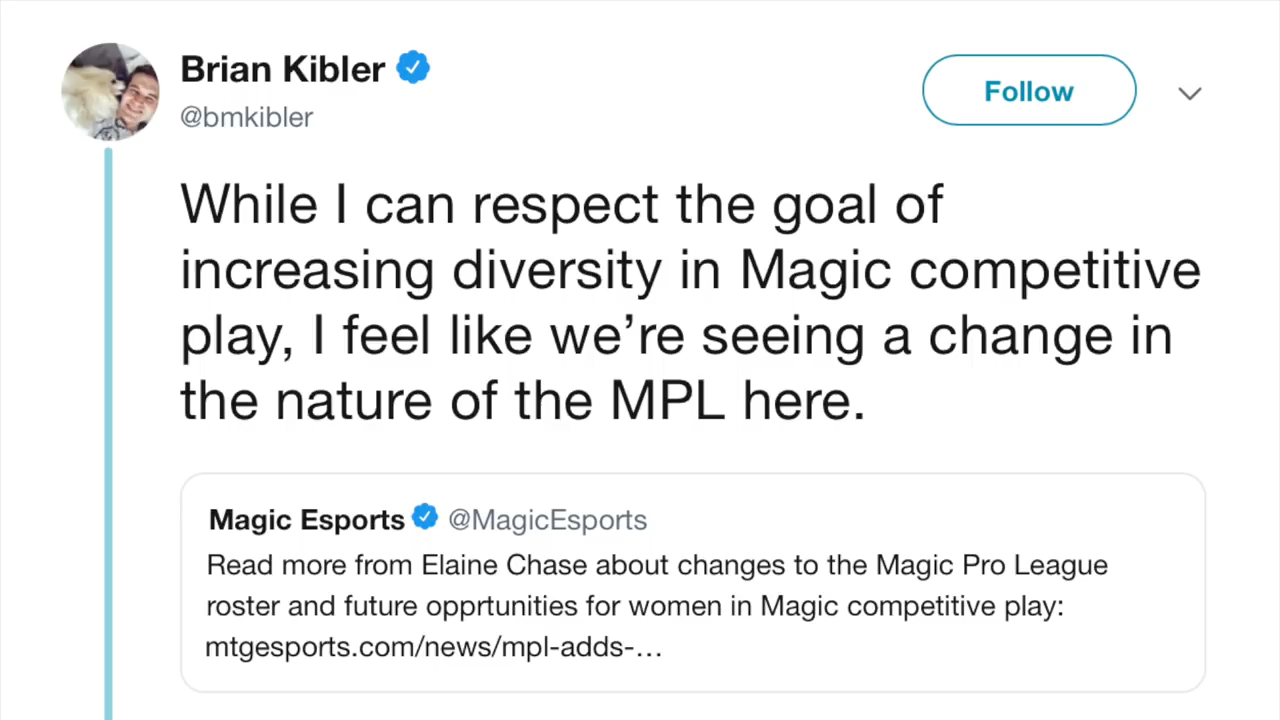 Brian Kibler
@bmkibler
Follow
While I can respect the goal of
increasing diversity in Magic competitive
play, I feel like we’re seeing a change in
the nature of the MPL here.
Magic Esports @MagicEsports
Read more from Elaine Chase about changes to the Magic Pro League
roster and future opprtunities for women in Magic competitive play:
mtgesports.com/news/mpl-adds-…